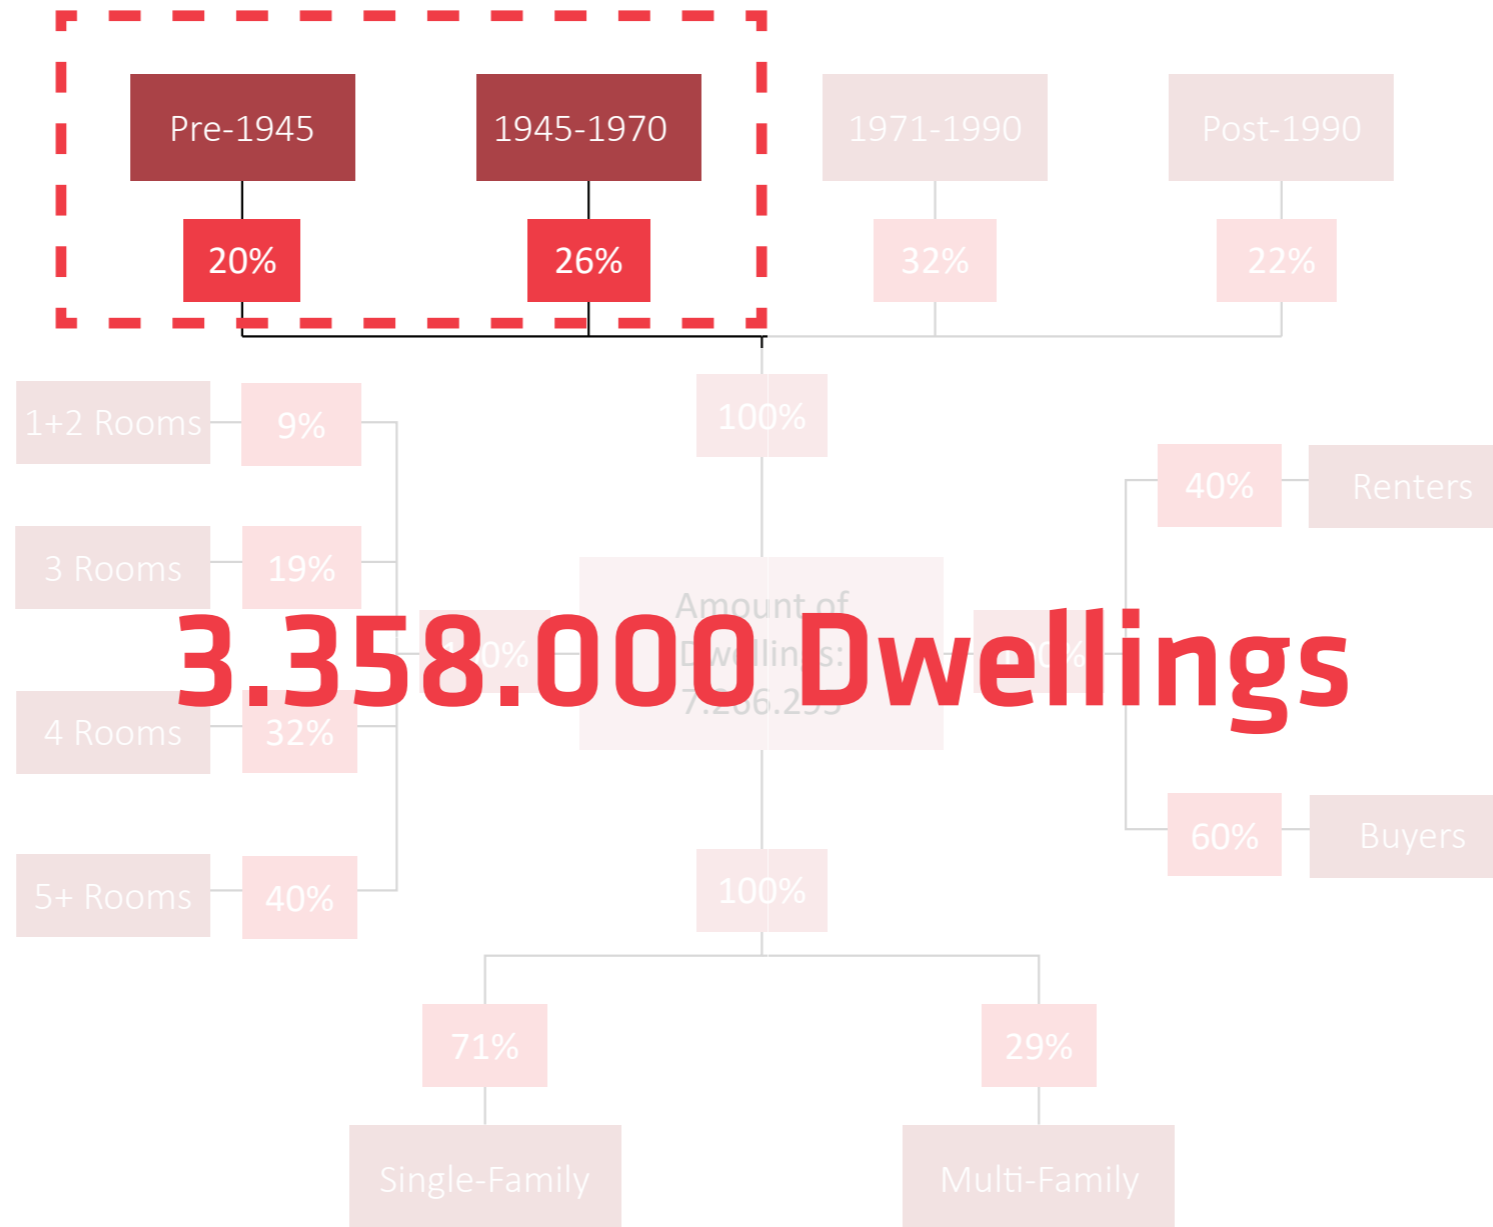 Pre-1945
1945-1970
1971-1990
Post-1990
20%
26%
32%
22%
100%
1+2 Rooms
9%
3 Rooms
19%
4 Rooms
32%
5+ Rooms
40%
Amount of
Dwellings:
3.358.000 Dwellings
40%
Renters
60%
Buyers
100%
71%
29%
Single-Family
Multi-Family